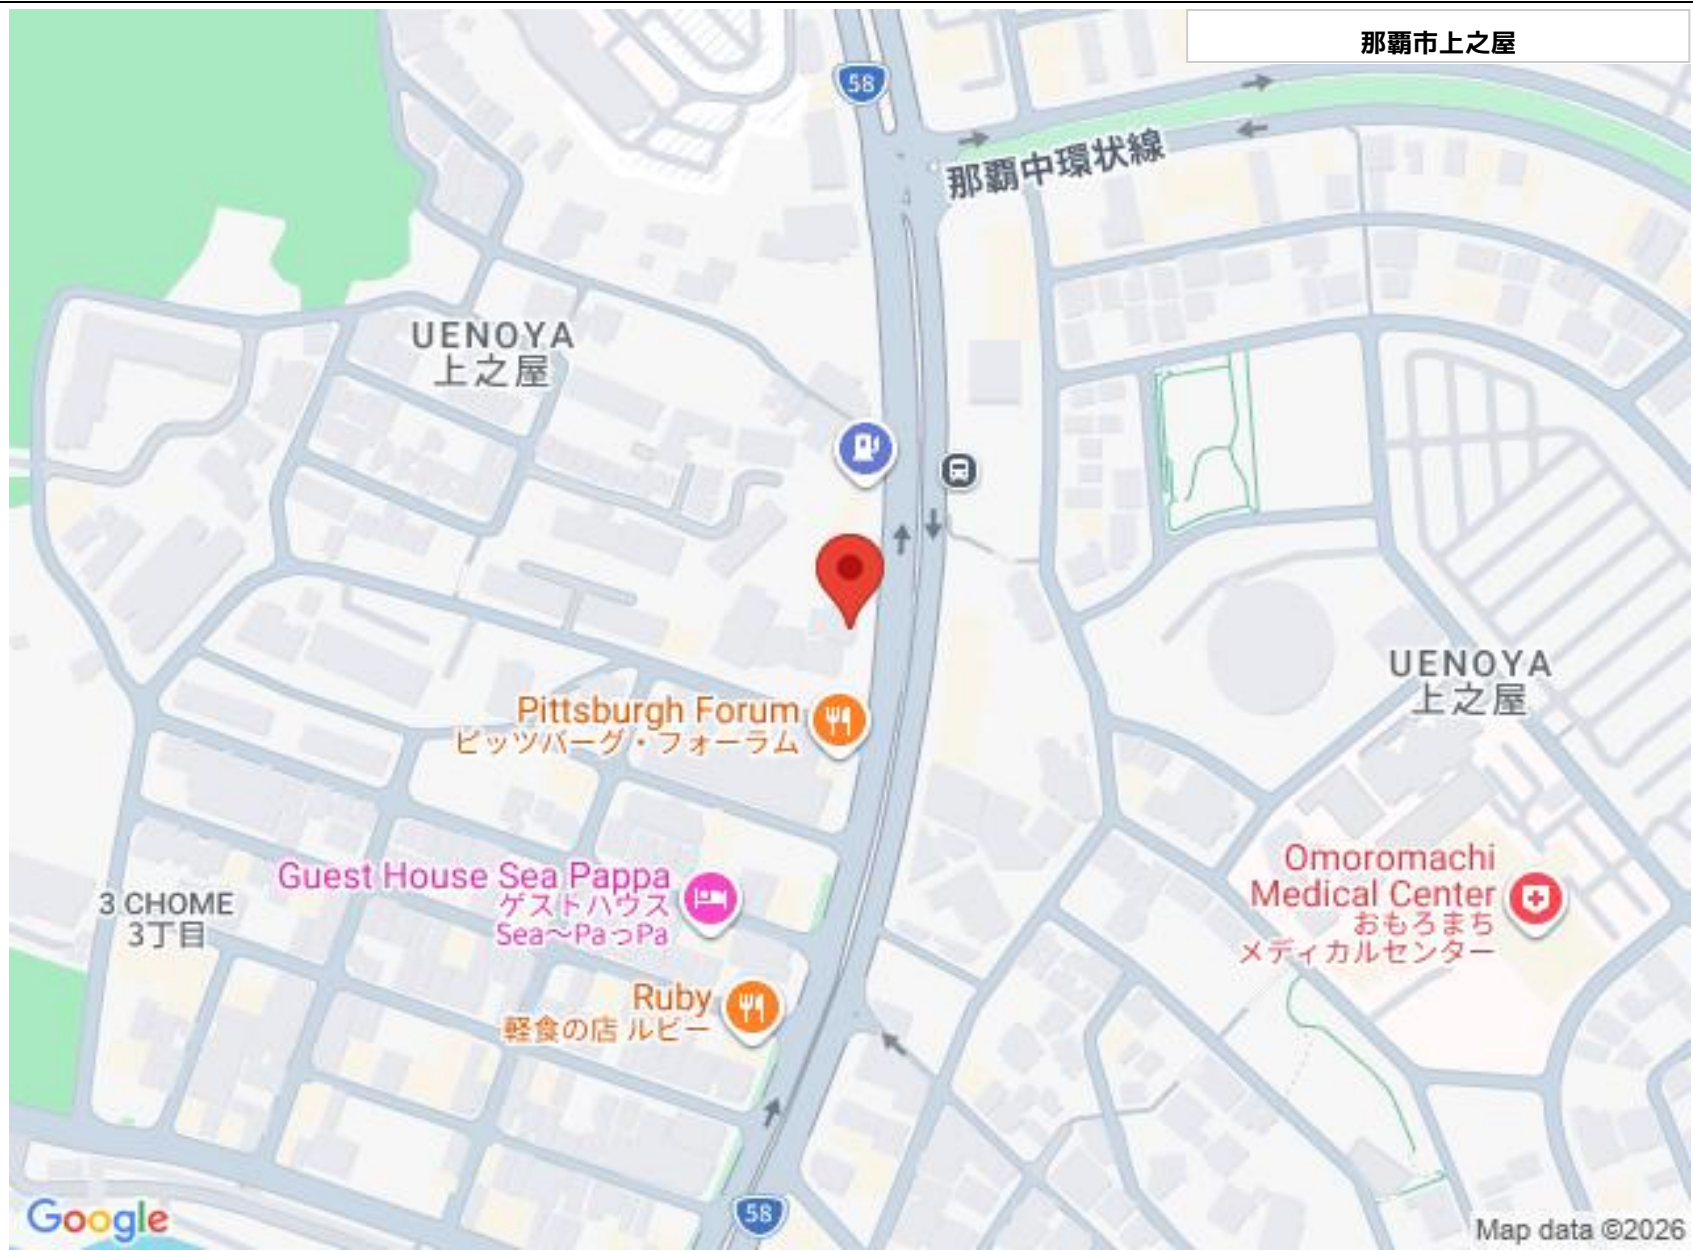 那覇市上之屋
58
那覇中環状線
UENOYA
上之屋
UENOYA
上之屋
Pittsburgh Forum
ピッツバーグ・フォーラム
Guest House Sea Pappa
ゲストハウス
Sea～PaっPa
3 CHOME
3丁目
Omoromachi
Medical Center
おもろまち
メディカルセンター
Ruby
軽食の店 ルビー
58
Google
Map data ©2026